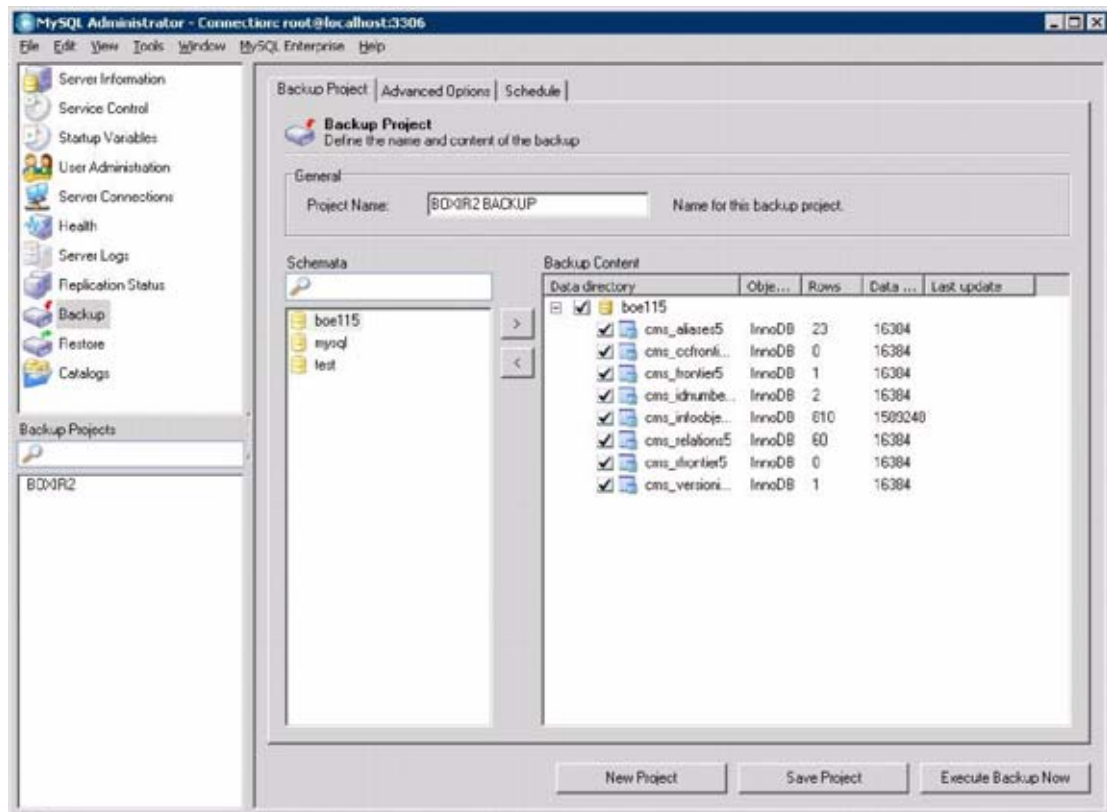 MySQL Administrator - Connection: root@localhost:3306
File Edit View Tools Window MySQL Enterprise Help
Server Information
Service Control
Startup Variables
User Administration
Server Connections
Health
Server Logs
Replication Status
Backup
Restore
Catalogs
Backup Projects
BOXIR2
Backup Project Advanced Options Schedule
Backup Project
Define the name and content of the backup
General
Project Name: BOXIR2 BACKUP Name for this backup project.
Schemata
boe115
mysql
test
>
<
Backup Content
Data directory Obje... Rows Data ... Last update
boe115
cms_aliases5 InnoDB 23 16384
cms_ccfronti... InnoDB 0 16384
cms_frontier5 InnoDB 1 16384
cms_idnumbe... InnoDB 2 16384
cms_infoobje... InnoDB 810 1589248
cms_relations5 InnoDB 60 16384
cms_rfrontier5 InnoDB 0 16384
cms_versioni... InnoDB 1 16384
New Project Save Project Execute Backup Now